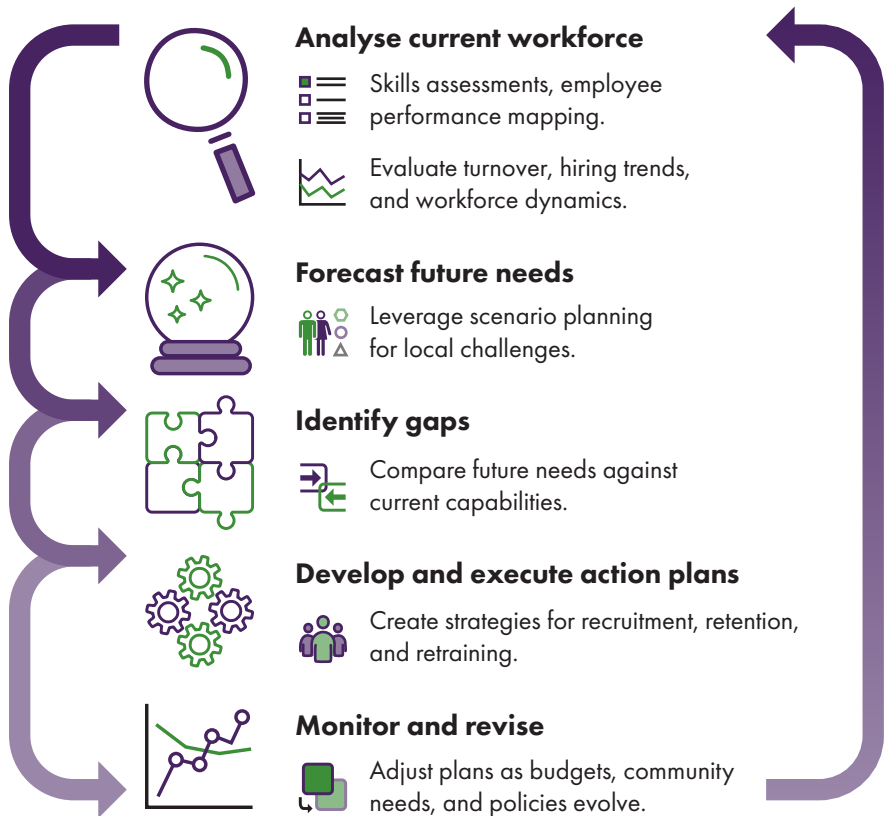 Analyse current workforce
Skills assessments, employee
performance mapping.
Evaluate turnover, hiring trends,
and workforce dynamics.
Forecast future needs
Leverage scenario planning
for local challenges.
Identify gaps
Compare future needs against
current capabilities.
Develop and execute action plans
Create strategies for recruitment, retention,
and retraining.
Monitor and revise
Adjust plans as budgets, community
needs, and policies evolve.